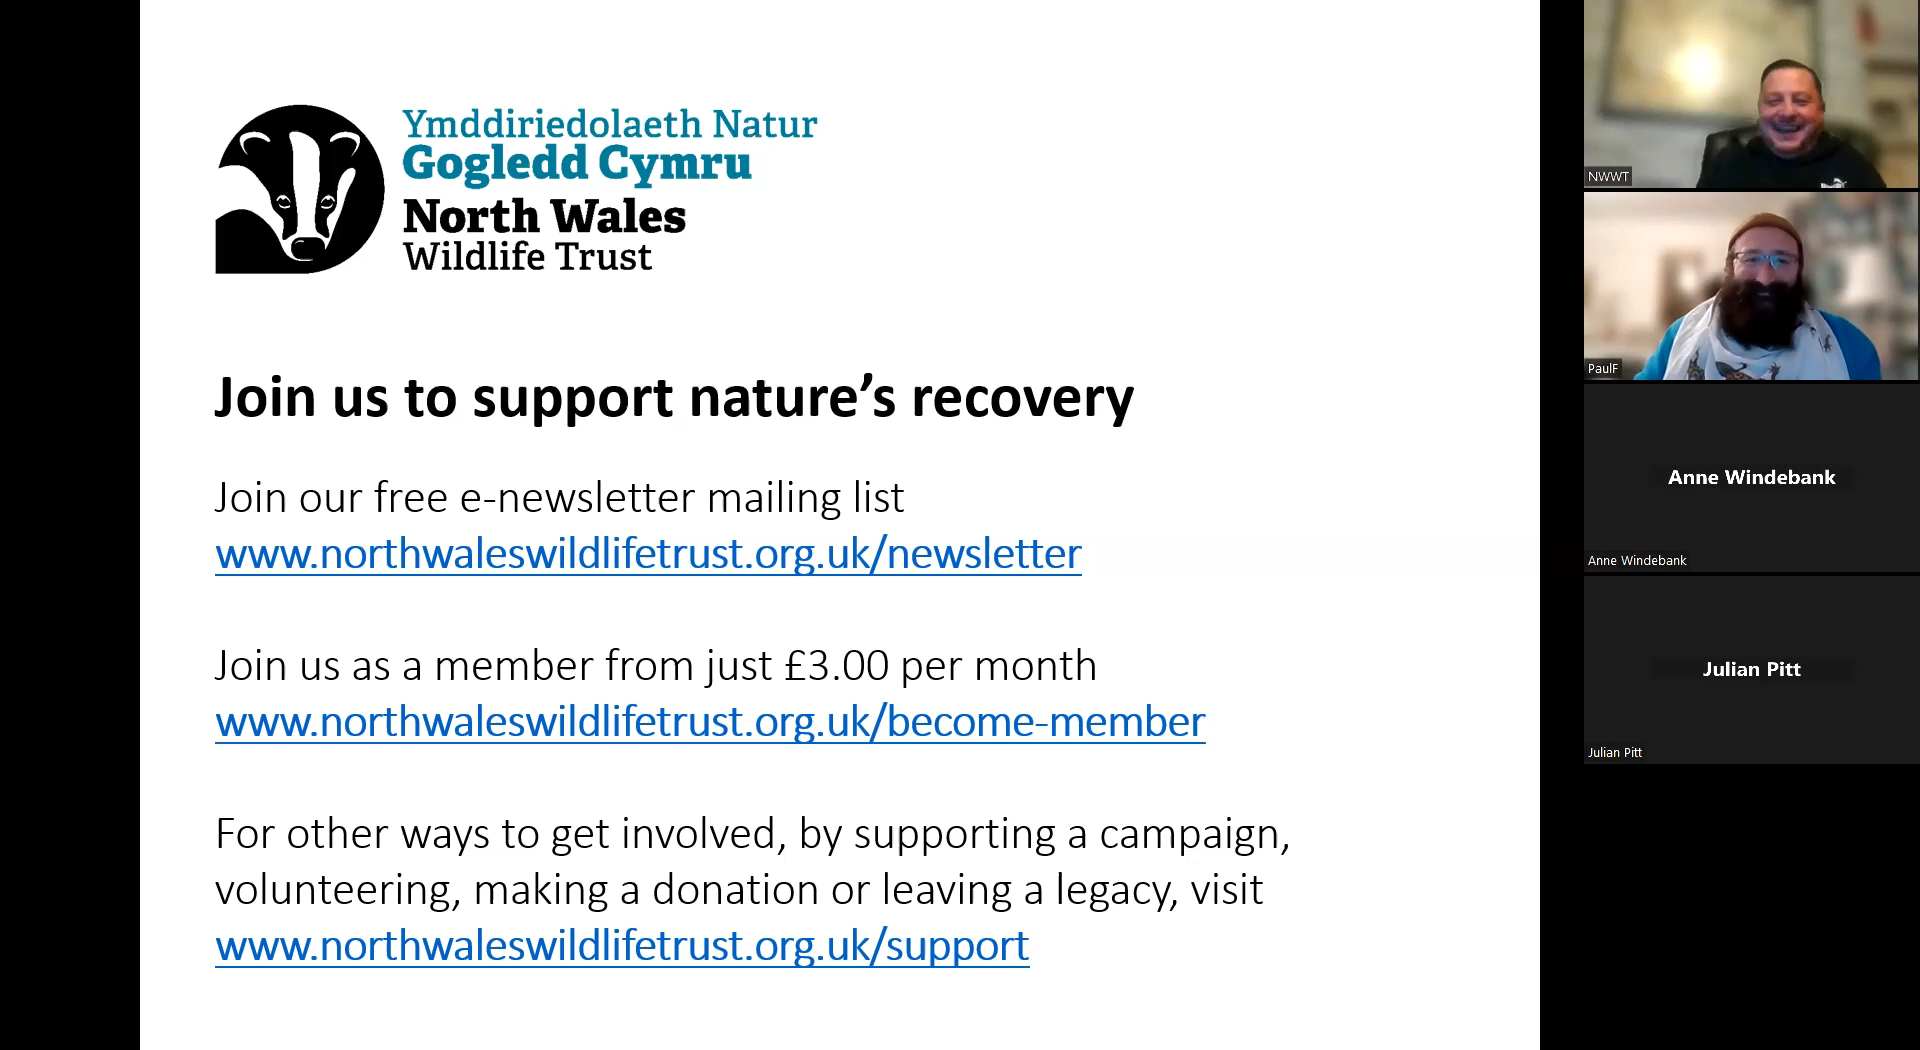 Ymddiriedolaeth Natur
Gogledd Cymru
North Wales
Wildlife Trust
Join us to support nature’s recovery
Join our free e-newsletter mailing list
www.northwaleswildlifetrust.org.uk/newsletter
Join us as a member from just £3.00 per month
www.northwaleswildlifetrust.org.uk/become-member
For other ways to get involved, by supporting a campaign,
volunteering, making a donation or leaving a legacy, visit
www.northwaleswildlifetrust.org.uk/support
NWWT
PaulF
Anne Windebank
Anne Windebank
Julian Pitt
Julian Pitt